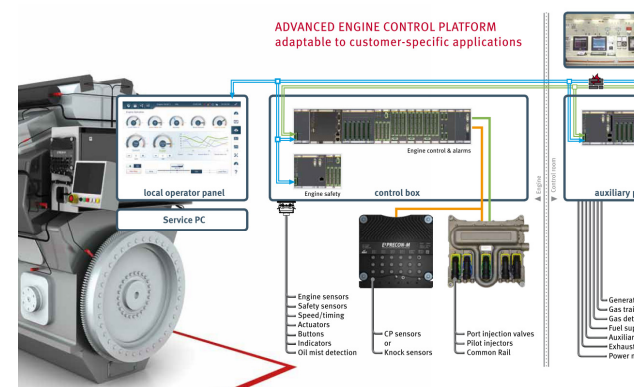 ADVANCED ENGINE CONTROL PLATFORM
adaptable to customer-specific applications
Engine control & alarms
Engine safety
local operator panel
control box
auxiliary
Service PC
Engine
Control room
PRECON-M
Engine sensors
Safety sensors
Speed/timing
Actuators
Buttons
Indicators
Oil mist detection
CP sensors
or
Knock sensors
Port injection valves
Pilot injectors
Common Rail
Generat
Gas trai
Gas det
Fuel sup
Auxiliar
Exhaust
Power m